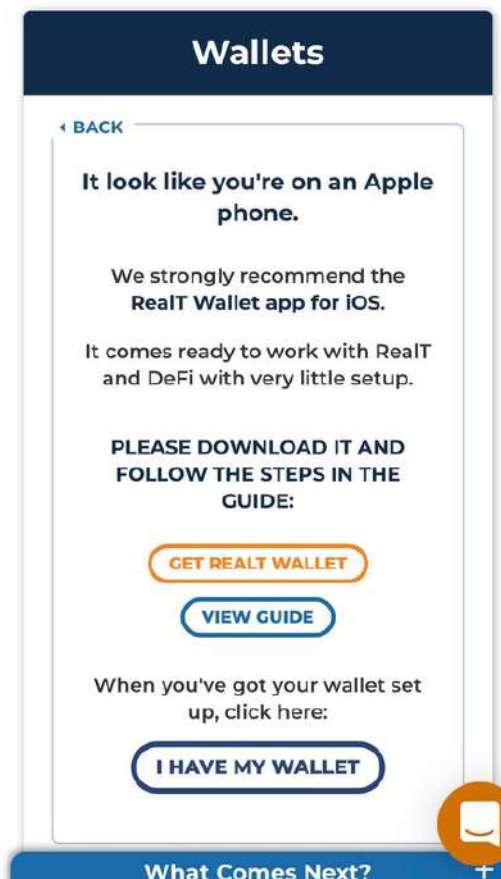 Wallets
BACK
It look like you're on an Apple
phone.
We strongly recommend the
RealT Wallet app for iOS.
It comes ready to work with RealT
and DeFi with very little setup.
PLEASE DOWNLOAD IT AND
FOLLOW THE STEPS IN THE
GUIDE:
GET REALT WALLET
VIEW GUIDE
When you've got your wallet set
up, click here:
I HAVE MY WALLET
What Comes Next? +